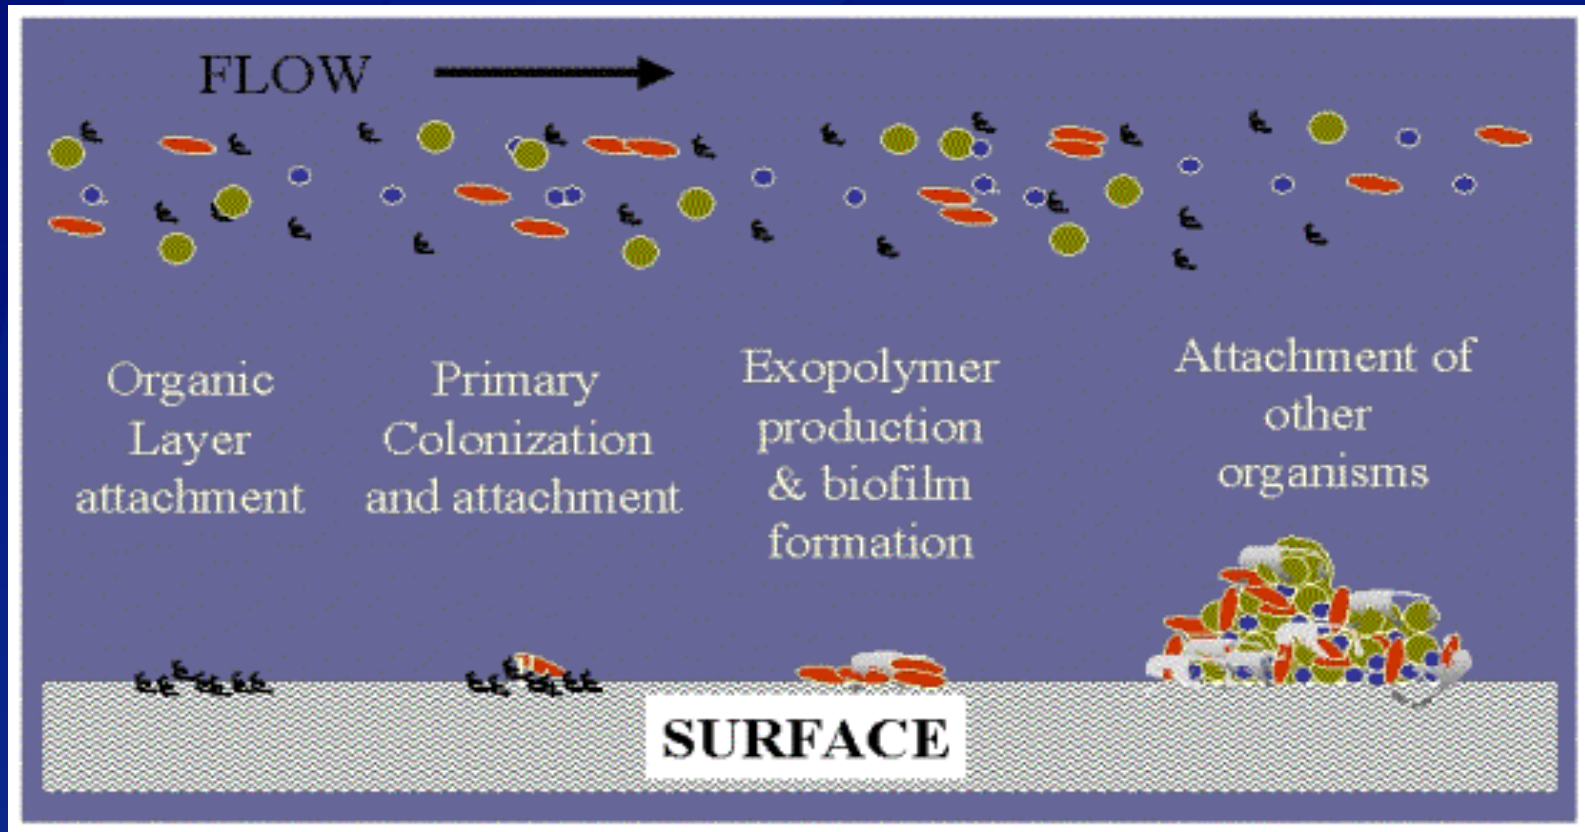 FLOW
Organic
Layer
attachment
Primary
Colonization
and attachment
Exopolymer
production
& biofilm
formation
Attachment of
other
organisms
SURFACE